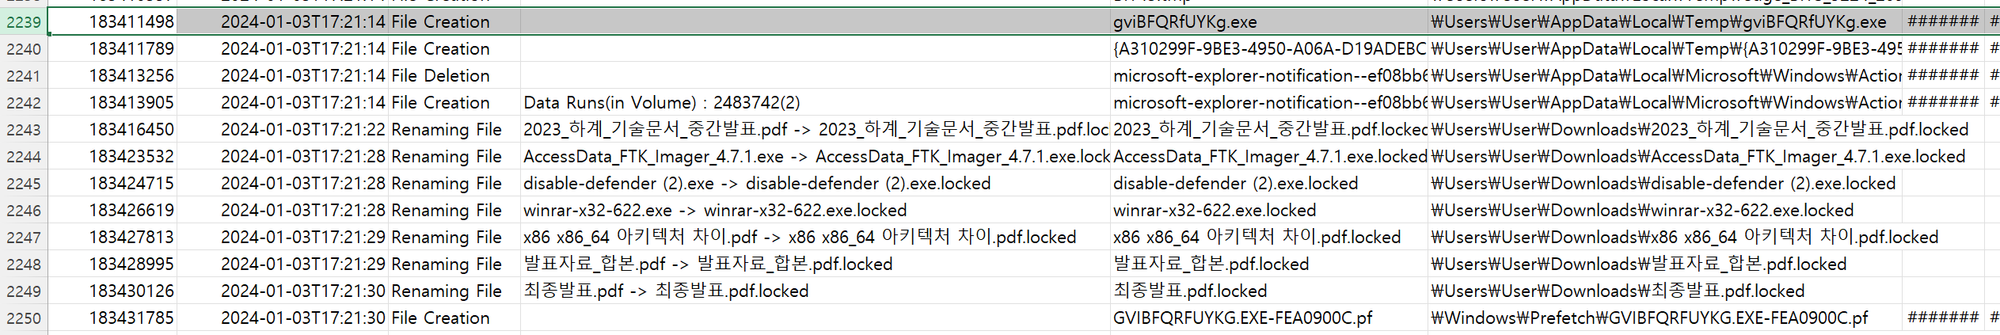 2239 183411498 2024-01-03T17:21:14 File Creation gviBFQRfUYKg.exe ₩Users₩User₩AppData₩Local₩Temp₩gviBFQRfUYKg.exe ####### #
2240 183411789 2024-01-03T17:21:14 File Creation {A310299F-9BE3-4950-A06A-D19ADEBC ₩Users₩User₩AppData₩Local₩Temp₩{A310299F-9BE3-495 ####### #
2241 183413256 2024-01-03T17:21:14 File Deletion microsoft-explorer-notification--ef08bb6 ₩Users₩User₩AppData₩Local₩Microsoft₩Windows₩Action ####### #
2242 183413905 2024-01-03T17:21:14 File Creation Data Runs(in Volume) : 2483742(2) microsoft-explorer-notification--ef08bb6 ₩Users₩User₩AppData₩Local₩Microsoft₩Windows₩Action ####### #
2243 183416450 2024-01-03T17:21:22 Renaming File 2023_하계_기술문서_중간발표.pdf -> 2023_하계_기술문서_중간발표.pdf.loc 2023_하계_기술문서_중간발표.pdf.locked ₩Users₩User₩Downloads₩2023_하계_기술문서_중간발표.pdf.locked
2244 183423532 2024-01-03T17:21:28 Renaming File AccessData_FTK_Imager_4.7.1.exe -> AccessData_FTK_Imager_4.7.1.exe.lock AccessData_FTK_Imager_4.7.1.exe.locked ₩Users₩User₩Downloads₩AccessData_FTK_Imager_4.7.1.exe.locked
2245 183424715 2024-01-03T17:21:28 Renaming File disable-defender (2).exe -> disable-defender (2).exe.locked disable-defender (2).exe.locked ₩Users₩User₩Downloads₩disable-defender (2).exe.locked
2246 183426619 2024-01-03T17:21:28 Renaming File winrar-x32-622.exe -> winrar-x32-622.exe.locked winrar-x32-622.exe.locked ₩Users₩User₩Downloads₩winrar-x32-622.exe.locked
2247 183427813 2024-01-03T17:21:29 Renaming File x86 x86_64 아키텍처 차이.pdf -> x86 x86_64 아키텍처 차이.pdf.locked x86 x86_64 아키텍처 차이.pdf.locked ₩Users₩User₩Downloads₩x86 x86_64 아키텍처 차이.pdf.locked
2248 183428995 2024-01-03T17:21:29 Renaming File 발표자료_합본.pdf -> 발표자료_합본.pdf.locked 발표자료_합본.pdf.locked ₩Users₩User₩Downloads₩발표자료_합본.pdf.locked
2249 183430126 2024-01-03T17:21:30 Renaming File 최종발표.pdf -> 최종발표.pdf.locked 최종발표.pdf.locked ₩Users₩User₩Downloads₩최종발표.pdf.locked
2250 183431785 2024-01-03T17:21:30 File Creation GVIBFQRFUYKG.EXE-FEA0900C.pf ₩Windows₩Prefetch₩GVIBFQRFUYKG.EXE-FEA0900C.pf ####### #